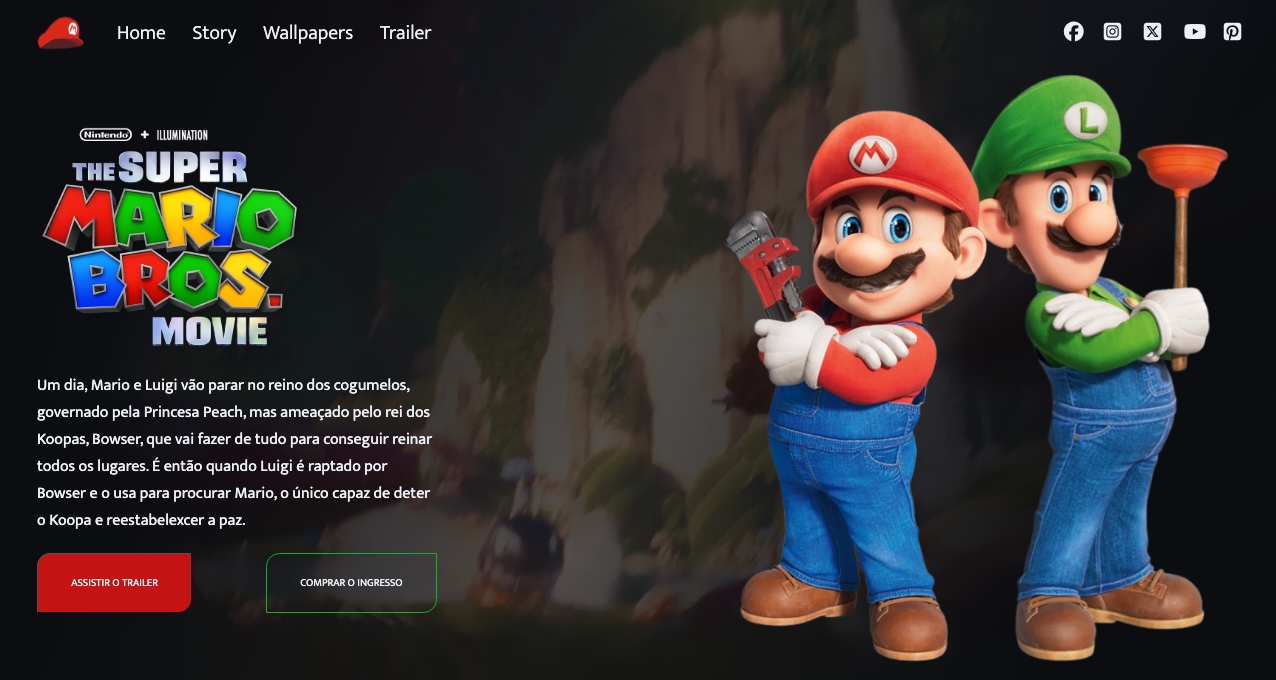 Home Story Wallpapers Trailer
Nintendo + ILLUMINATION
THE SUPER
MARIO
BROS.
MOVIE
M
L
Um dia, Mario e Luigi vão parar no reino dos cogumelos,
governado pela Princesa Peach, mas ameaçado pelo rei dos
Koopas, Bowser, que vai fazer de tudo para conseguir reinar
todos os lugares. É então quando Luigi é raptado por
Bowser e o usa para procurar Mario, o único capaz de deter
o Koopa e reestabelexcer a paz.
ASSISTIR O TRAILER
COMPRAR O INGRESSO